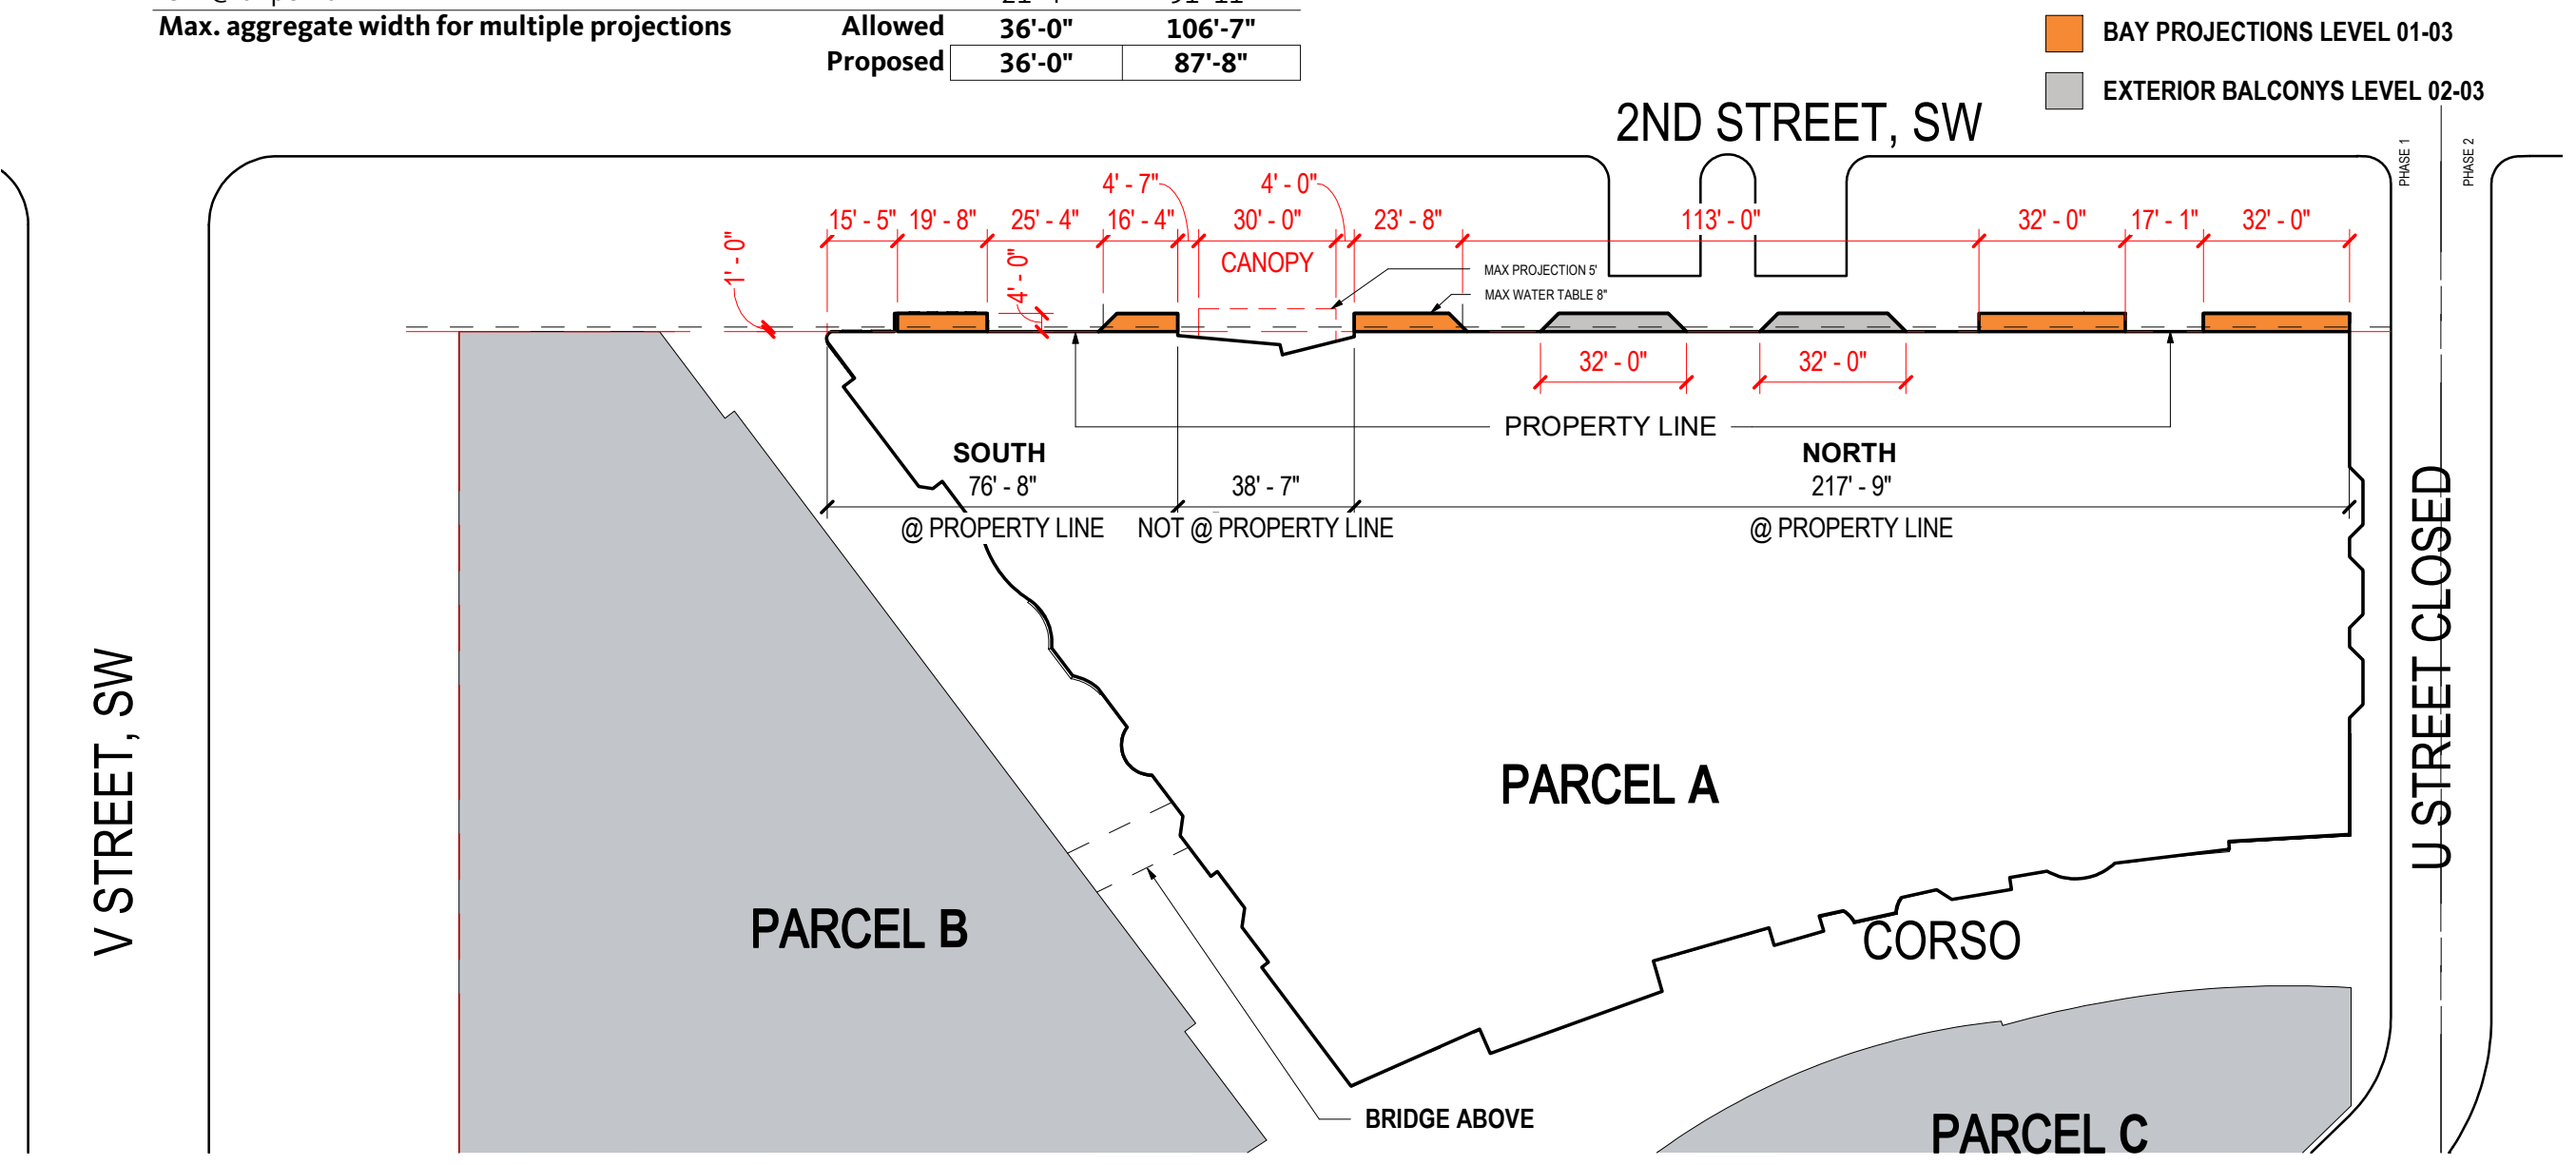 Max. aggregate width for multiple projections Allowed 36'-0" 106'-7"
Proposed 36'-0" 87'-8"
BAY PROJECTIONS LEVEL 01-03
EXTERIOR BALCONYS LEVEL 02-03
2ND STREET, SW
PHASE 1
PHASE 2
4' - 7" 4' - 0"
15' - 5" 19' - 8" 25' - 4" 16' - 4" 30' - 0" 23' - 8" 113' - 0" 32' - 0" 17' - 1" 32' - 0"
1' - 0"
4' - 0"
CANOPY
MAX PROJECTION 5'
MAX WATER TABLE 8"
32' - 0" 32' - 0"
PROPERTY LINE
SOUTH
76' - 8"
@ PROPERTY LINE
38' - 7"
NOT @ PROPERTY LINE
NORTH
217' - 9"
@ PROPERTY LINE
V STREET, SW
U STREET CLOSED
PARCEL A
PARCEL B
CORSO
BRIDGE ABOVE
PARCEL C